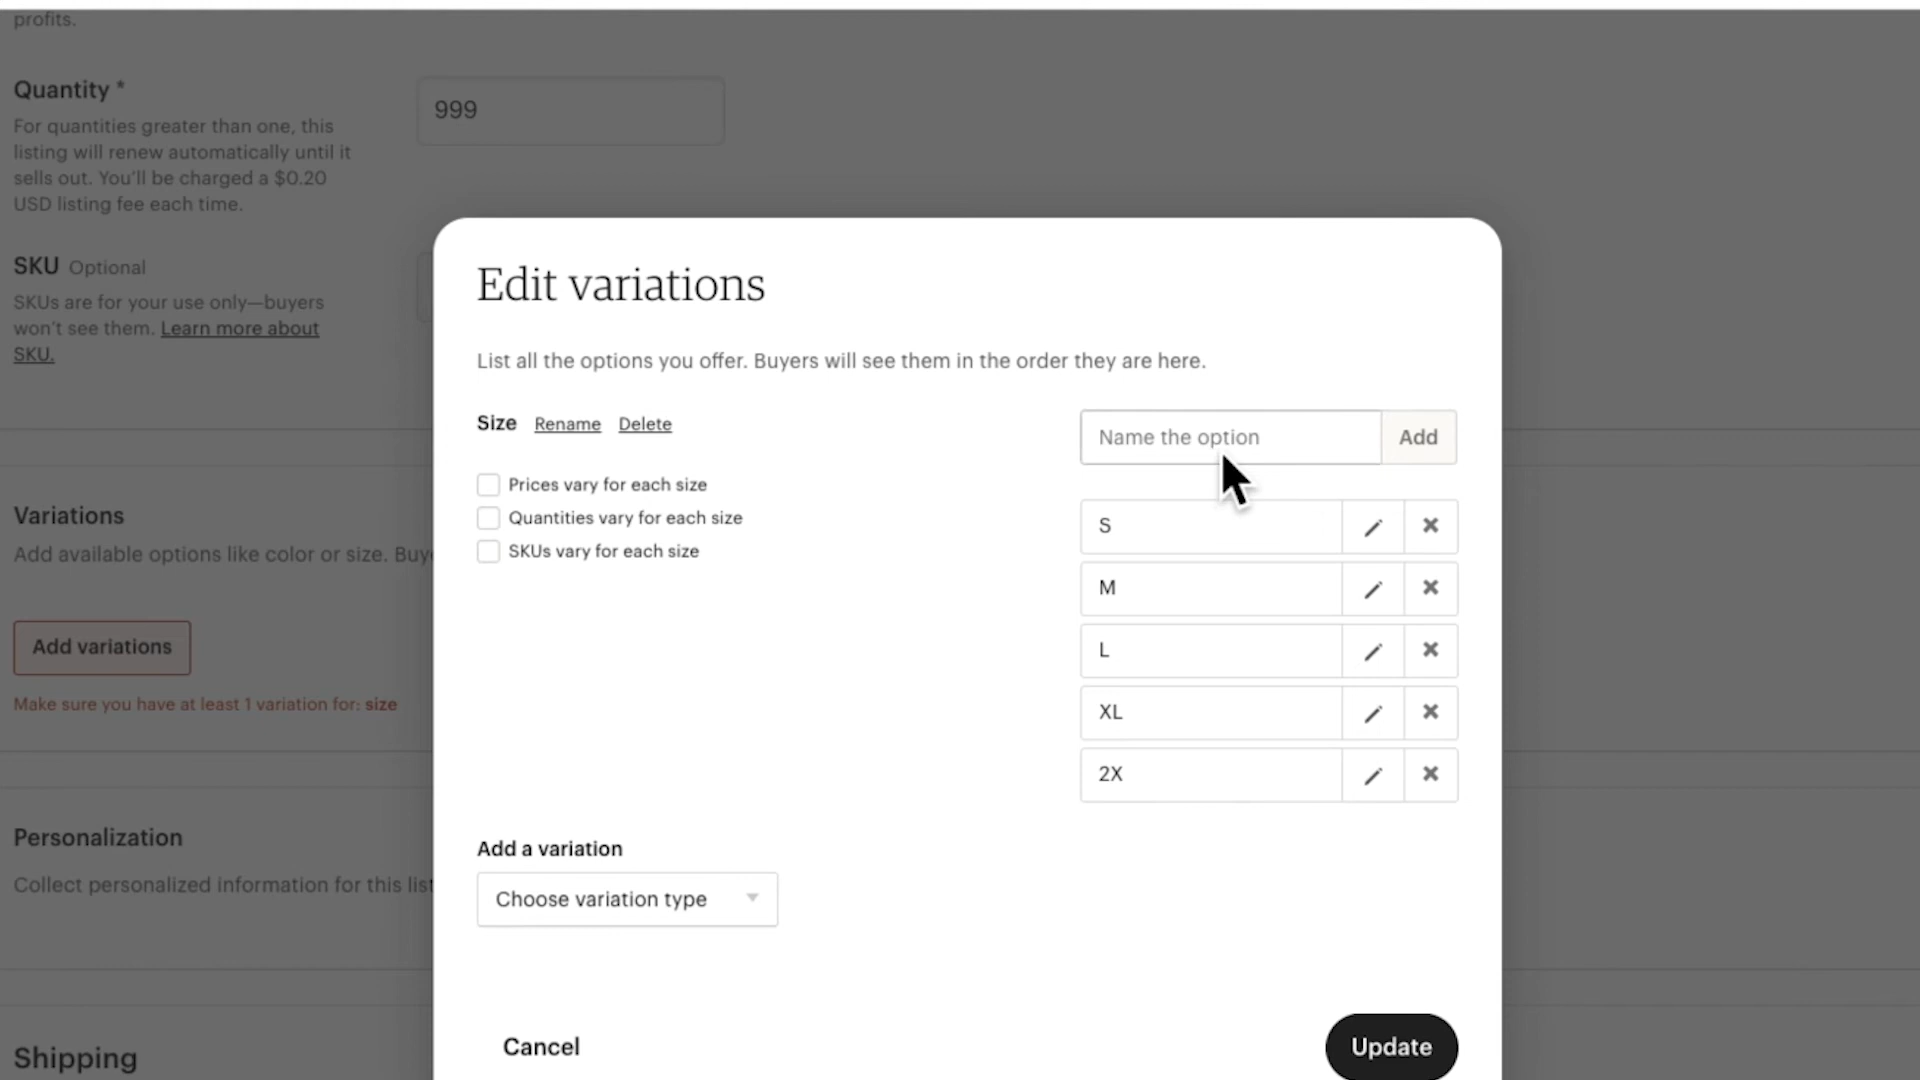 profits.
Quantity *
For quantities greater than one, this
listing will renew automatically until it
sells out. You'll be charged a $0.20
USD listing fee each time.
999
SKU Optional
SKUs are for your use only—buyers
won't see them. Learn more about
SKU.
Variations
Add available options like color or size. Buye
Add variations
Make sure you have at least 1 variation for: size
Personalization
Collect personalized information for this list
Shipping
Edit variations
List all the options you offer. Buyers will see them in the order they are here.
Size Rename Delete
Prices vary for each size
Quantities vary for each size
SKUs vary for each size
Name the option Add
S
M
L
XL
2X
Add a variation
Choose variation type
Cancel
Update